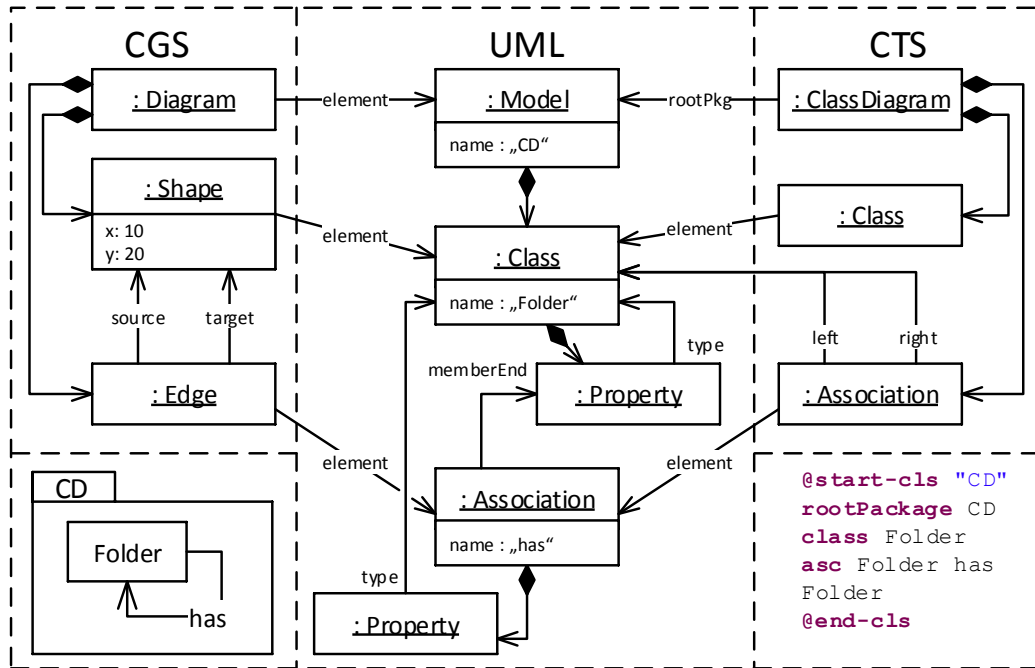 CGS
UML
CTS
: Diagram
element
: Model
name : „CD“
rootPkg
: ClassDiagram
: Shape
x: 10
y: 20
element
: Class
name : „Folder“
element
: Class
source
target
left
right
type
memberEnd
: Edge
: Property
: Association
element
element
: Association
name : „has“
type
: Property
CD
Folder
has
@start-cls "CD"
rootPackage CD
class Folder
asc Folder has
Folder
@end-cls